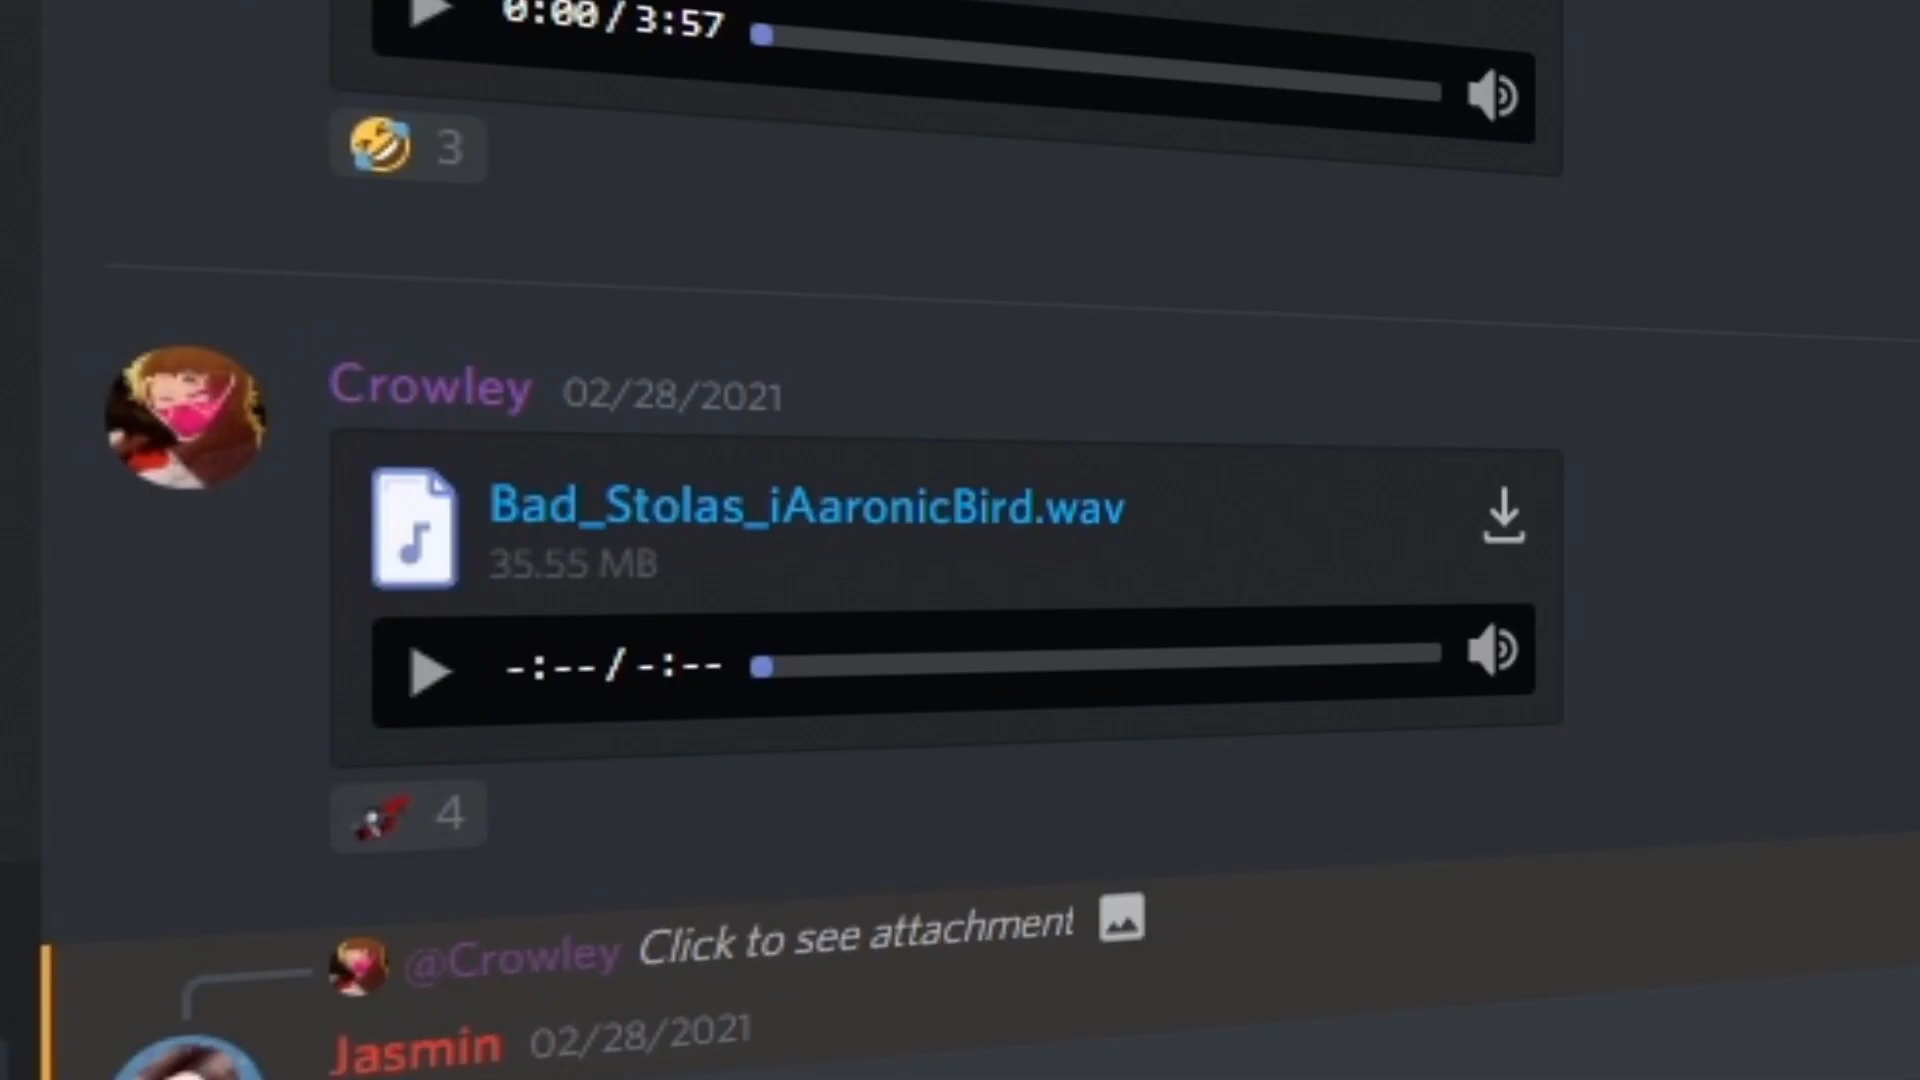 0:00 / 3:57
3
Crowley 02/28/2021
Bad_Stolas_iAaronicBird.wav
35.55 MB
-:-- / -:--
4
@Crowley Click to see attachment
Jasmin 02/28/2021